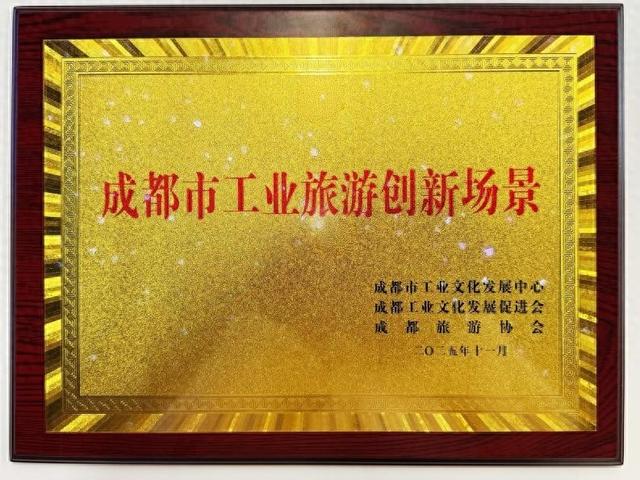 成都市工业旅游创新场景
成都市工业文化发展中心
成都工业文化发展促进会
成都旅游协会
二〇二五年十一月